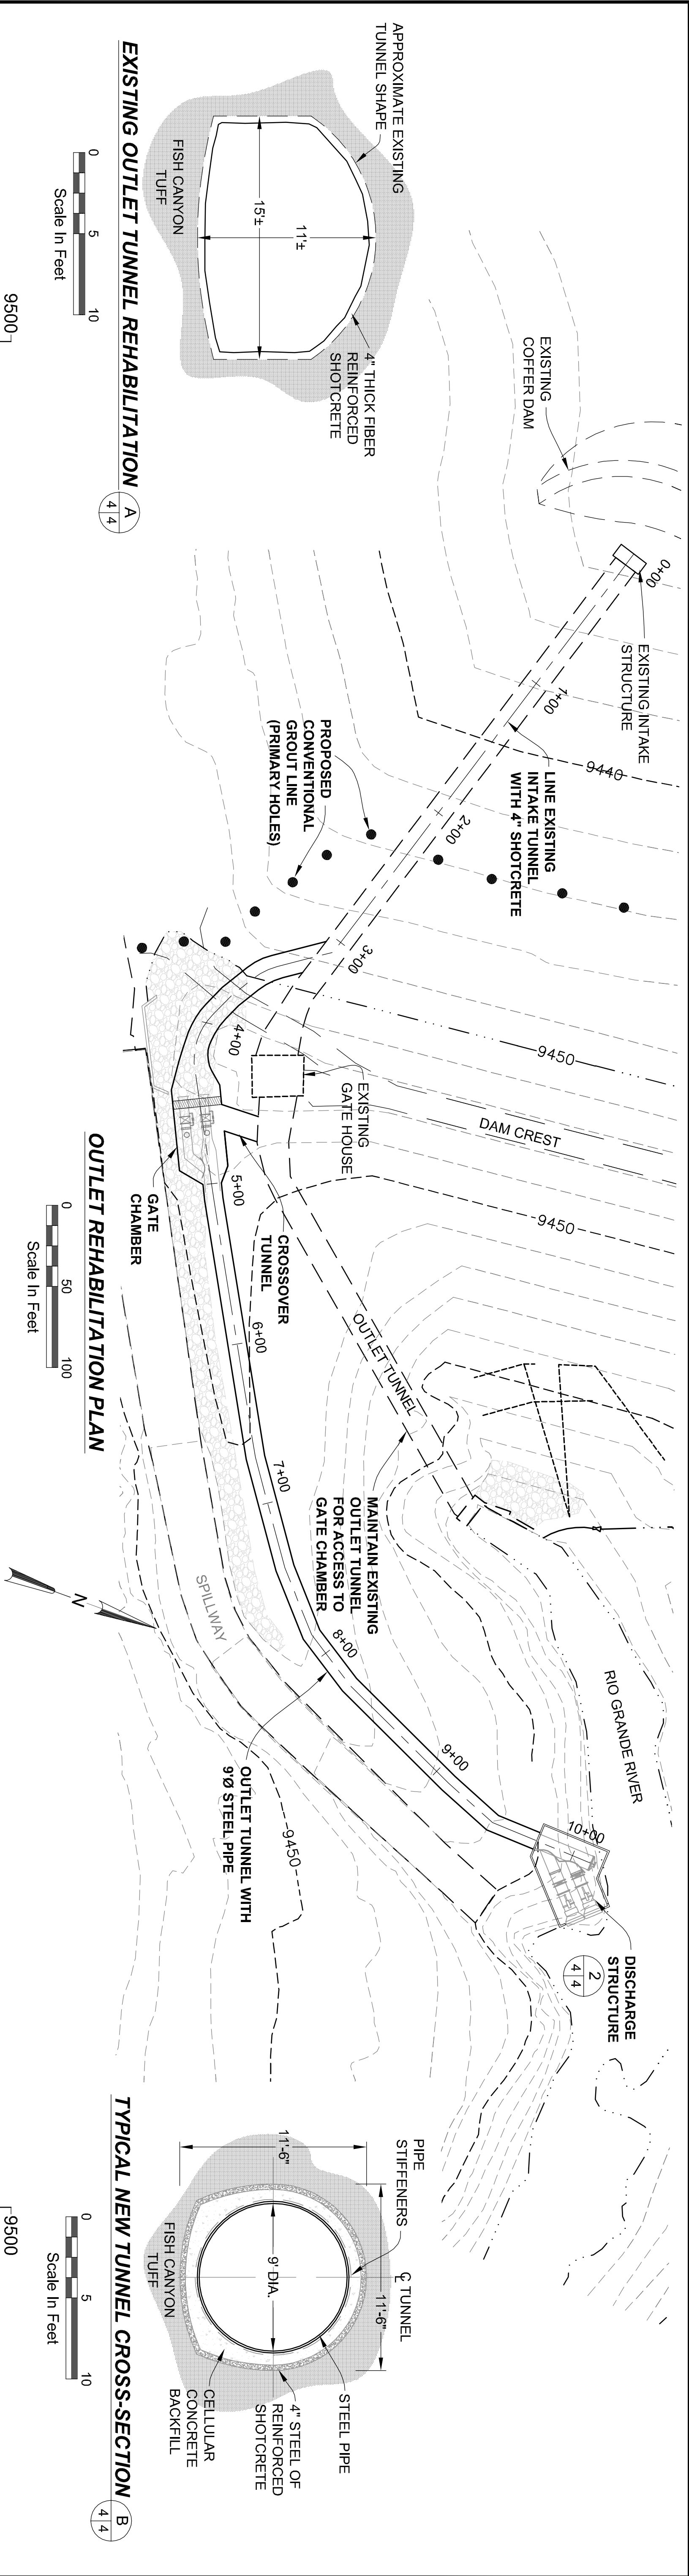 APPROXIMATE EXISTING
TUNNEL SHAPE
15'±
11'±
FISH CANYON
TUFF
4" THICK FIBER
REINFORCED
SHOTCRETE
EXISTING OUTLET TUNNEL REHABILITATION
A
4 4
0 5 10
Scale In Feet
9500
EXISTING
COFFER DAM
0+00
EXISTING INTAKE
STRUCTURE
1+00
9440
LINE EXISTING
INTAKE TUNNEL
WITH 4" SHOTCRETE
2+00
PROPOSED
CONVENTIONAL
GROUT LINE
(PRIMARY HOLES)
3+00
9450
4+00
EXISTING
GATE HOUSE
DAM CREST
9450
5+00
GATE
CHAMBER
CROSSOVER
TUNNEL
6+00
OUTLET TUNNEL
MAINTAIN EXISTING
OUTLET TUNNEL
FOR ACCESS TO
GATE CHAMBER
7+00
SPILLWAY
8+00
N
OUTLET TUNNEL WITH
9'Ø STEEL PIPE
9450
RIO GRANDE RIVER
9+00
10+00
DISCHARGE
STRUCTURE
2
4 4
OUTLET REHABILITATION PLAN
0 50 100
Scale In Feet
PIPE
STIFFENERS
℄ TUNNEL
11'-6"
11'-6"
9' DIA.
STEEL PIPE
4" STEEL OF
REINFORCED
SHOTCRETE
CELLULAR
CONCRETE
BACKFILL
FISH CANYON
TUFF
TYPICAL NEW TUNNEL CROSS-SECTION
B
4 4
0 5 10
Scale In Feet
9500